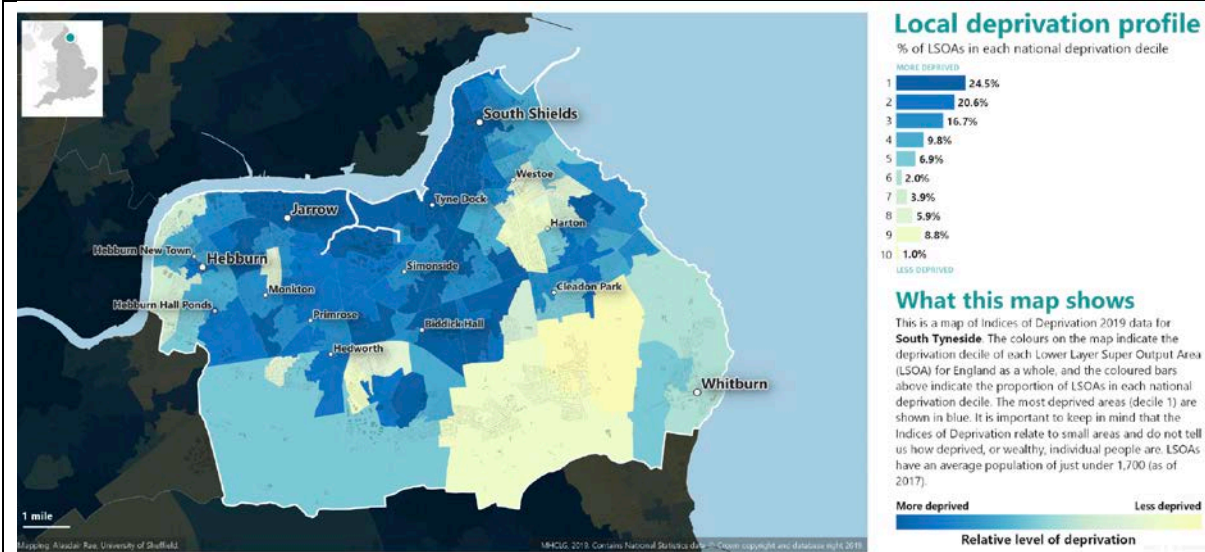 Local deprivation profile
% of LSOAs in each national deprivation decile
MORE DEPRIVED
1 24.5%
2 20.6%
3 16.7%
4 9.8%
5 6.9%
6 2.0%
7 3.9%
8 5.9%
9 8.8%
10 1.0%
LESS DEPRIVED
What this map shows
This is a map of Indices of Deprivation 2019 data for
South Tyneside. The colours on the map indicate the
deprivation decile of each Lower Layer Super Output Area
(LSOA) for England as a whole, and the coloured bars
above indicate the proportion of LSOAs in each national
deprivation decile. The most deprived areas (decile 1) are
shown in blue. It is important to keep in mind that the
Indices of Deprivation relate to small areas and do not tell
us how deprived, or wealthy, individual people are. LSOAs
have an average population of just under 1,700 (as of
2017).
More deprived Less deprived
Relative level of deprivation
South Shields
Westoe
Tyne Dock
Jarrow
Harton
Hebburn New Town
Hebburn
Simonside
Monkton
Cleadon Park
Hebburn Hall Ponds
Primrose
Biddick Hall
Hedworth
Whitburn
1 mile
Mapping: Alasdair Rae, University of Sheffield.
MHCLG, 2019. Contains National Statistics data © Crown copyright and database right 2019